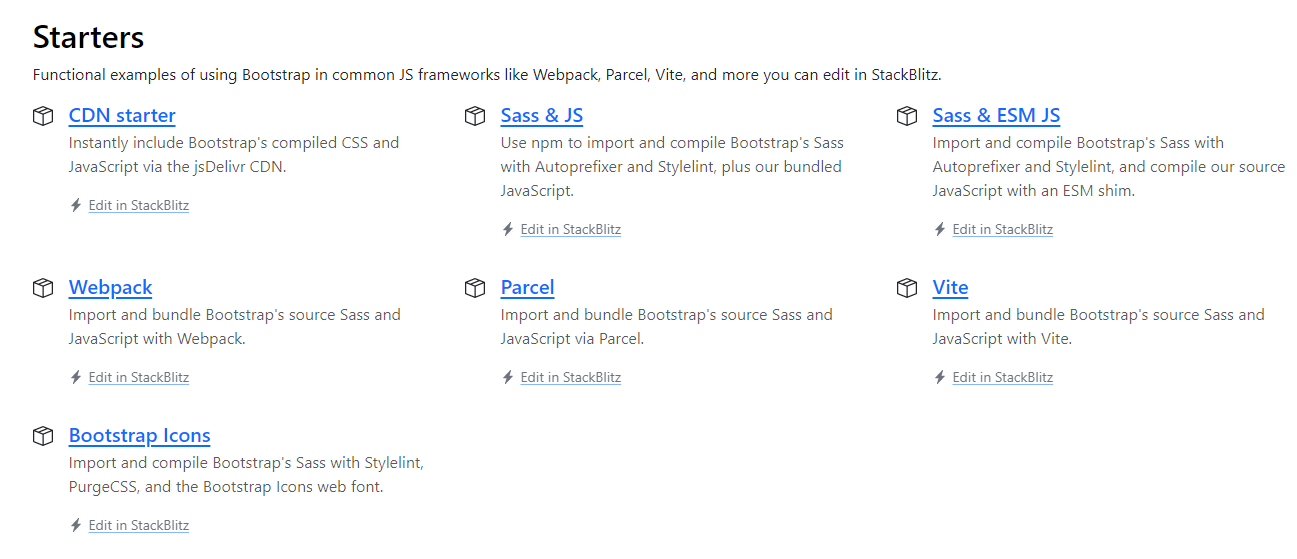 Starters
Functional examples of using Bootstrap in common JS frameworks like Webpack, Parcel, Vite, and more you can edit in StackBlitz.
CDN starter
Instantly include Bootstrap's compiled CSS and
JavaScript via the jsDelivr CDN.
Edit in StackBlitz
Sass & JS
Use npm to import and compile Bootstrap's Sass
with Autoprefixer and Stylelint, plus our bundled
JavaScript.
Edit in StackBlitz
Sass & ESM JS
Import and compile Bootstrap's Sass with
Autoprefixer and Stylelint, and compile our source
JavaScript with an ESM shim.
Edit in StackBlitz
Webpack
Import and bundle Bootstrap's source Sass and
JavaScript with Webpack.
Edit in StackBlitz
Parcel
Import and bundle Bootstrap's source Sass and
JavaScript via Parcel.
Edit in StackBlitz
Vite
Import and bundle Bootstrap's source Sass and
JavaScript with Vite.
Edit in StackBlitz
Bootstrap Icons
Import and compile Bootstrap's Sass with Stylelint,
PurgeCSS, and the Bootstrap Icons web font.
Edit in StackBlitz